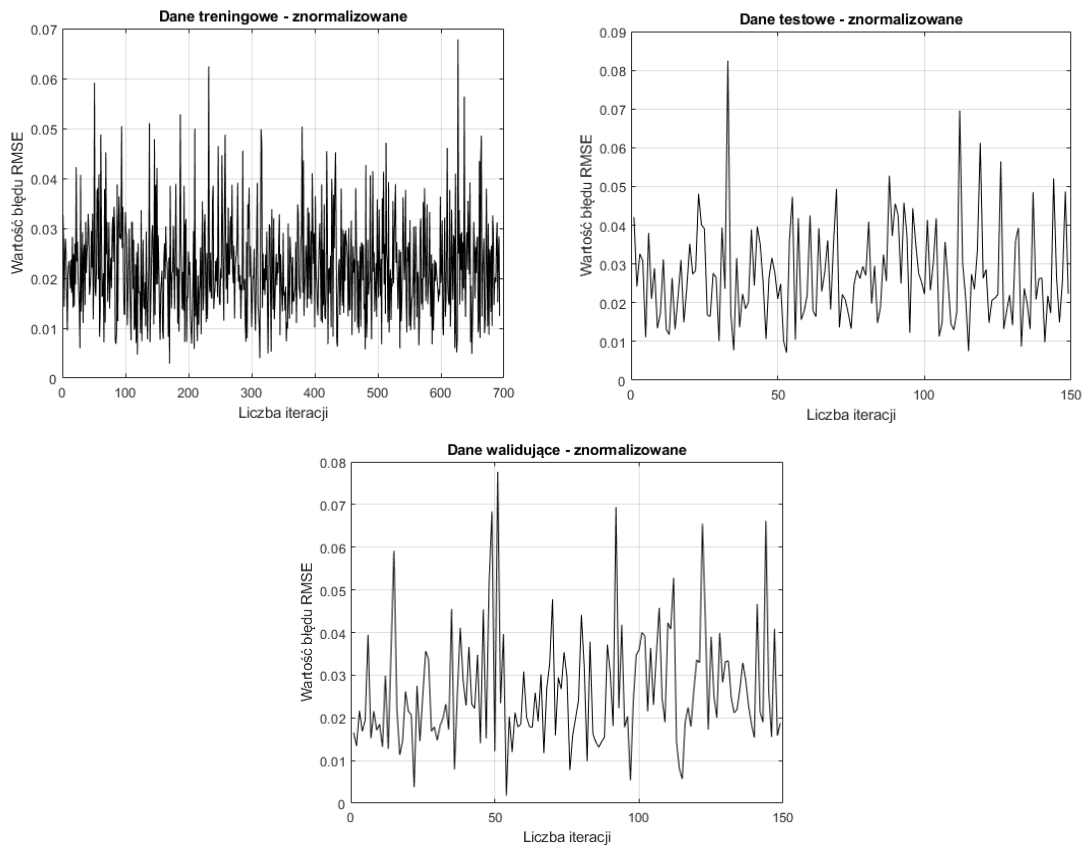 Dane treningowe - znormalizowane
0.07
0.06
0.05
0.04
0.03
0.02
0.01
0
Wartość błędu RMSE
0 100 200 300 400 500 600 700
Liczba iteracji
Dane testowe - znormalizowane
0.09
0.08
0.07
0.06
0.05
0.04
0.03
0.02
0.01
0
Wartość błędu RMSE
0 50 100 150
Liczba iteracji
Dane walidujące - znormalizowane
0.08
0.07
0.06
0.05
0.04
0.03
0.02
0.01
0
Wartość błędu RMSE
0 50 100 150
Liczba iteracji